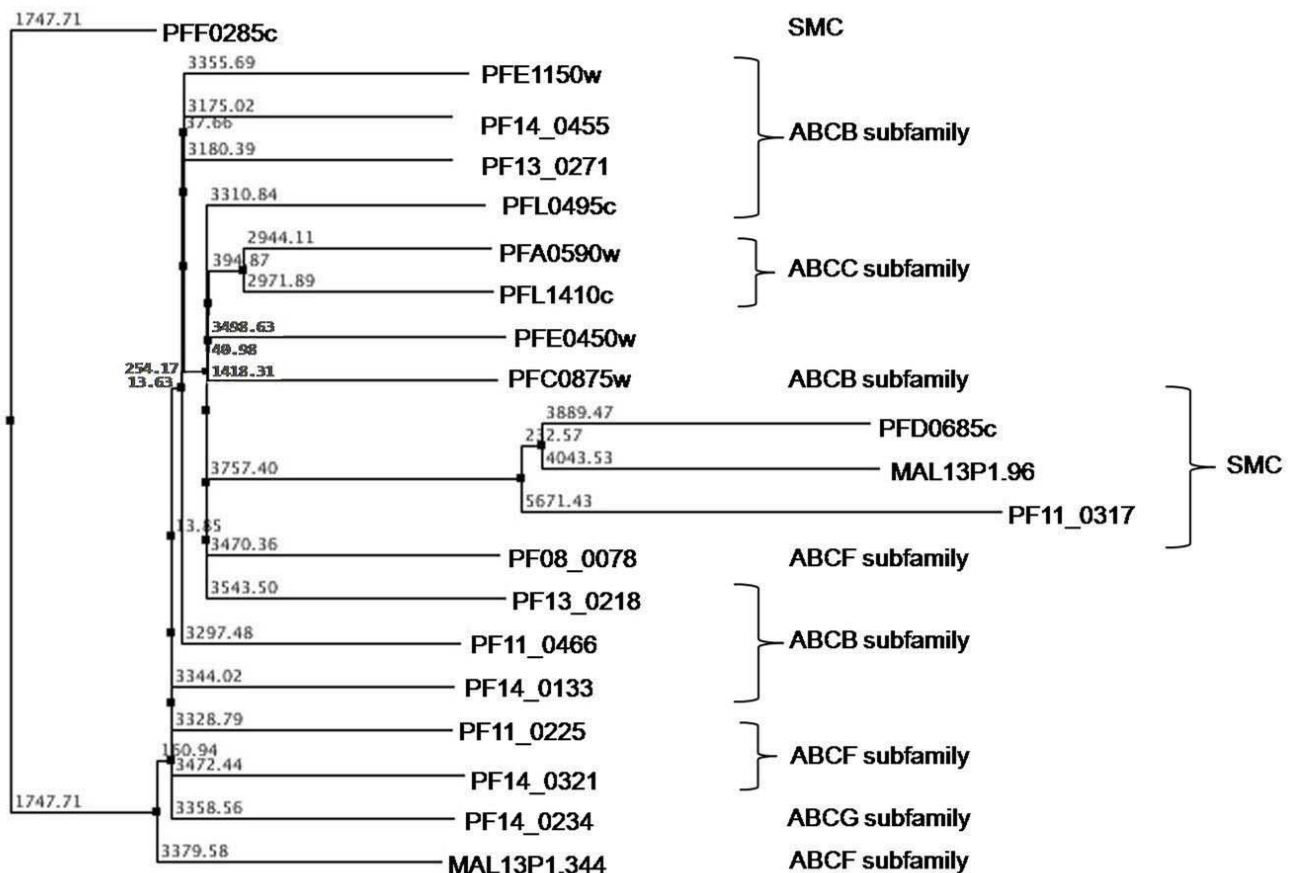 1747.71
PFF0285c SMC
3355.69
PFE1150w
3175.02
37.66
PF14_0455 ABCB subfamily
3180.39
PF13_0271
3310.84
PFL0495c
2944.11
PFA0590w
394.87
ABCC subfamily
2971.89
PFL1410c
3498.63
PFE0450w
40.98
254.17
1418.31
PFC0875w ABCB subfamily
13.63
3889.47
PFD0685c
232.57
4043.53
MAL13P1.96 SMC
3757.40
5671.43
PF11_0317
13.85
3470.36
PF08_0078 ABCF subfamily
3543.50
PF13_0218
3297.48
PF11_0466 ABCB subfamily
3344.02
PF14_0133
3328.79
PF11_0225
ABCF subfamily
160.94
3472.44
PF14_0321
1747.71
3358.56
PF14_0234 ABCG subfamily
3379.58
MAL13P1.344 ABCF subfamily